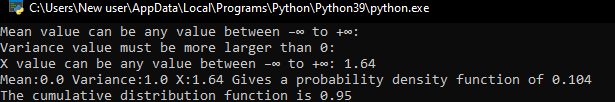 C:\Users\New user\AppData\Local\Programs\Python\Python39\python.exe
Mean value can be any value between -∞ to +∞:
Variance value must be more larger than 0:
X value can be any value between -∞ to +∞: 1.64
Mean:0.0 Variance:1.0 X:1.64 Gives a probability density function of 0.104
The cumulative distribution function is 0.95